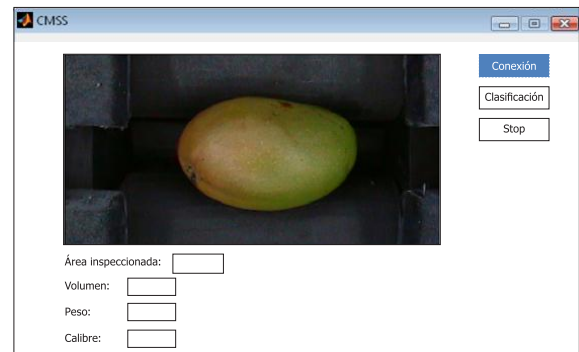 CMSS
Conexión
Clasificación
Stop
Área inspeccionada:
Volumen:
Peso:
Calibre: